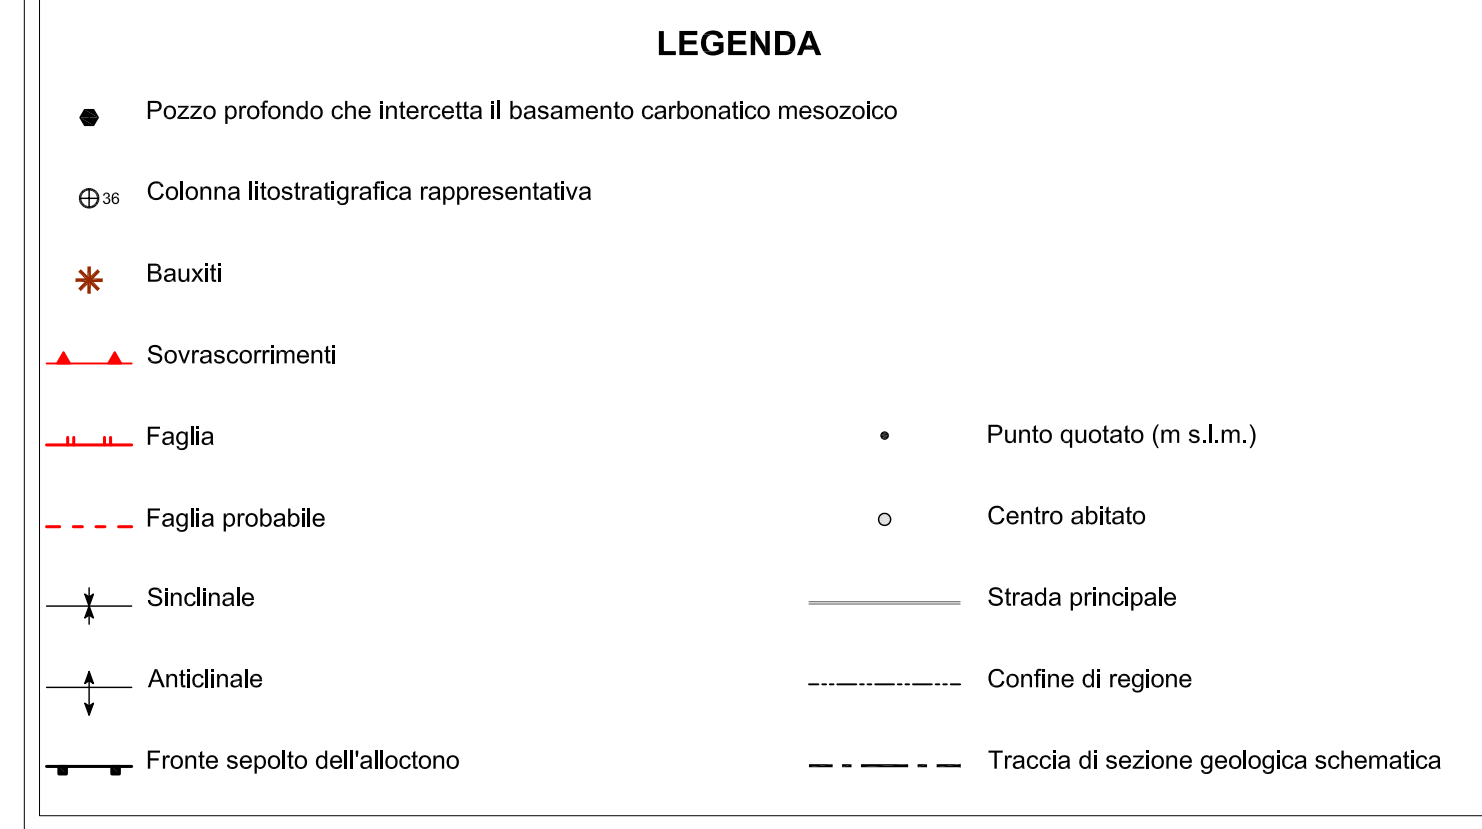 LEGENDA
Pozzo profondo che intercetta il basamento carbonatico mesozoico
36 Colonna litostratigrafica rappresentativa
Bauxiti
Sovrascorrimenti
Faglia
Faglia probabile
Sinclinale
Anticlinale
Fronte sepolto dell'alloctono
Punto quotato (m s.l.m.)
Centro abitato
Strada principale
Confine di regione
Traccia di sezione geologica schematica